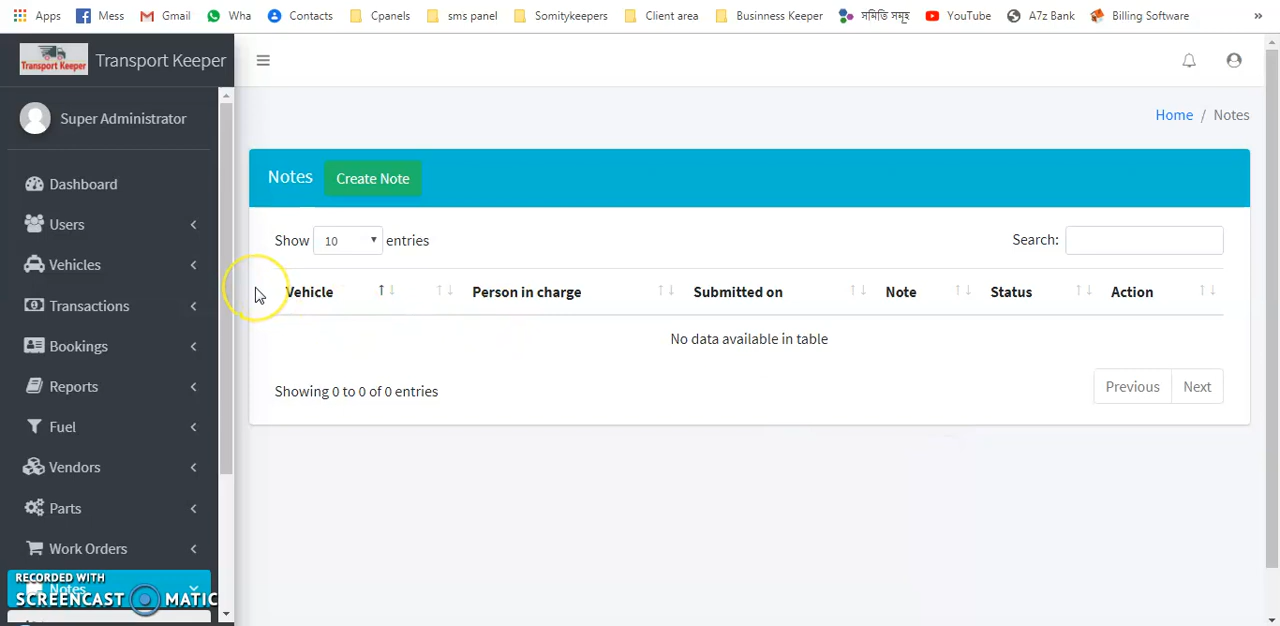 Apps Mess Gmail Wha Contacts Cpanels srs panel Somitykeepers Client area Businness Keeper সমিতি সমূহ YouTube A7z Bank Billing Software »
Transport Keeper Transport Keeper
Super Administrator
Home / Notes
Notes Create Note
Dashboard
Users
Show 10 entries Search:
Vehicles
Vehicle Person in charge Submitted on Note Status Action
Transactions
No data available in table
Bookings
Reports
Showing 0 to 0 of 0 entries Previous Next
Fuel
Vendors
Parts
Work Orders
Notes
RECORDED WITH
SCREENCAST MATIC